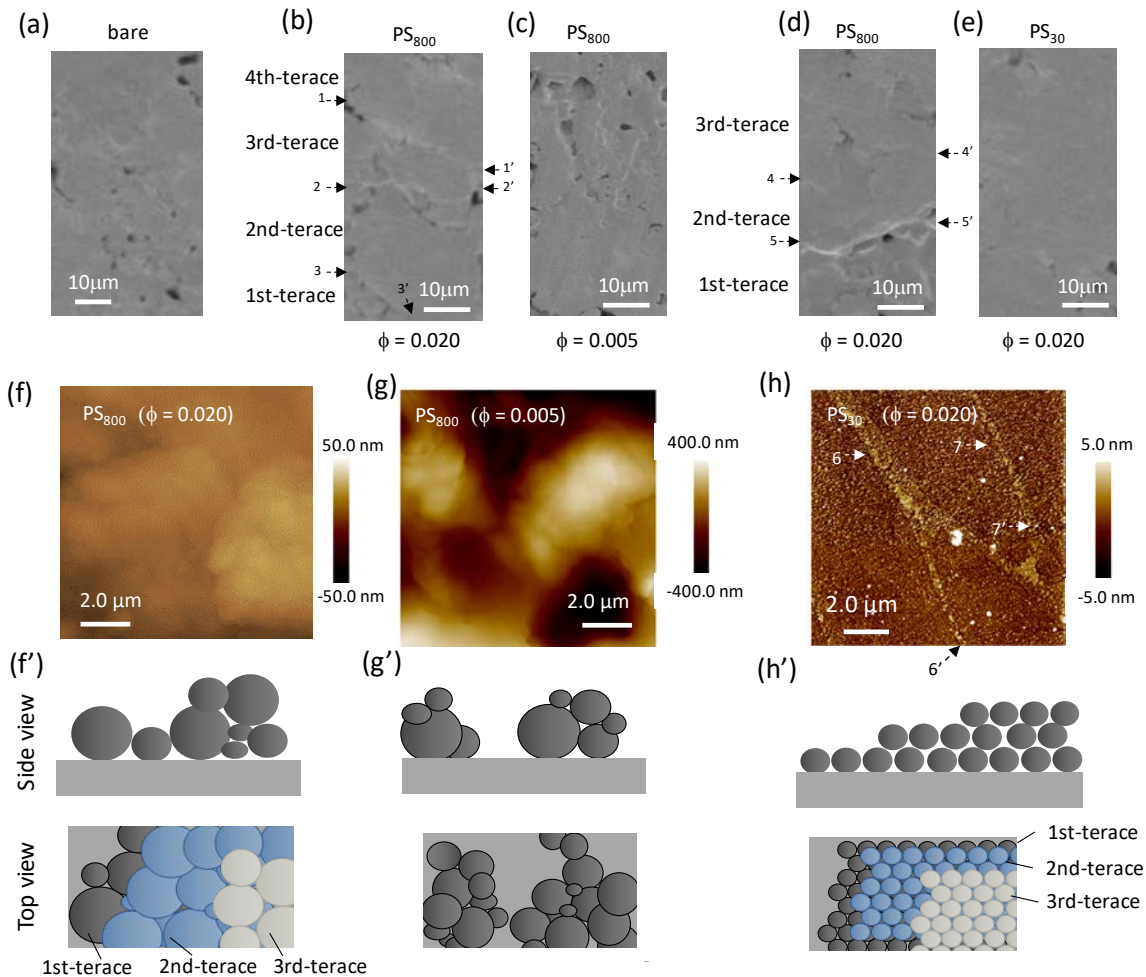 (a)
bare
10μm
(b)
PS800
4th-terace
1
3rd-terace
1'
2
2'
2nd-terace
3
1st-terace
3'
10μm
ϕ = 0.020
(c)
PS800
10μm
ϕ = 0.005
(d)
PS800
3rd-terace
4'
4
2nd-terace
5'
5
1st-terace
10μm
ϕ = 0.020
(e)
PS30
10μm
ϕ = 0.020
(f)
PS800 (ϕ = 0.020)
2.0 μm
50.0 nm
-50.0 nm
(g)
PS800 (ϕ = 0.005)
2.0 μm
400.0 nm
-400.0 nm
(h)
PS30 (ϕ = 0.020)
6
7
7'
2.0 μm
6'
5.0 nm
-5.0 nm
(f')
(g')
(h')
Side view
Top view
1st-terace
2nd-terace
3rd-terace
1st-terace
2nd-terace
3rd-terace